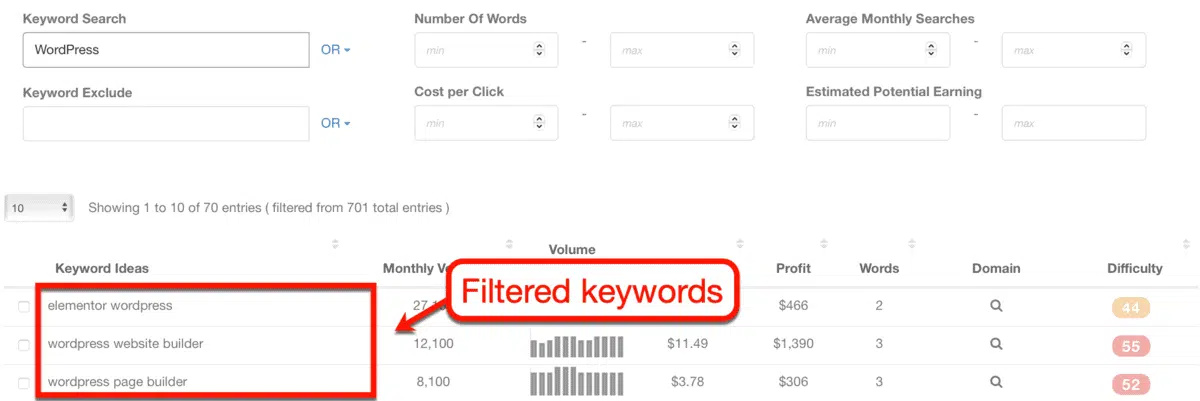 Keyword Search Number Of Words Average Monthly Searches
WordPress OR min - max min - max
Keyword Exclude Cost per Click Estimated Potential Earning
OR min - max min - max
10 Showing 1 to 10 of 70 entries ( filtered from 701 total entries )
Volume
Keyword Ideas Monthly Profit Words Domain Difficulty
Filtered keywords
elementor wordpress $466 2 44
wordpress website builder 12,100 $11.49 $1,390 3 55
wordpress page builder 8,100 $3.78 $306 3 52